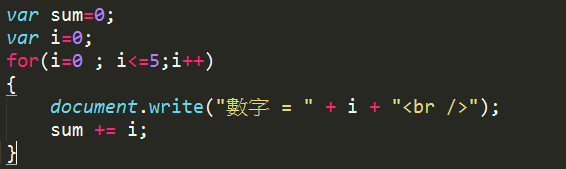 var sum=0;
var i=0;
for(i=0 ; i<=5;i++)
{
    document.write("數字 = " + i + "<br />");
    sum += i;
}